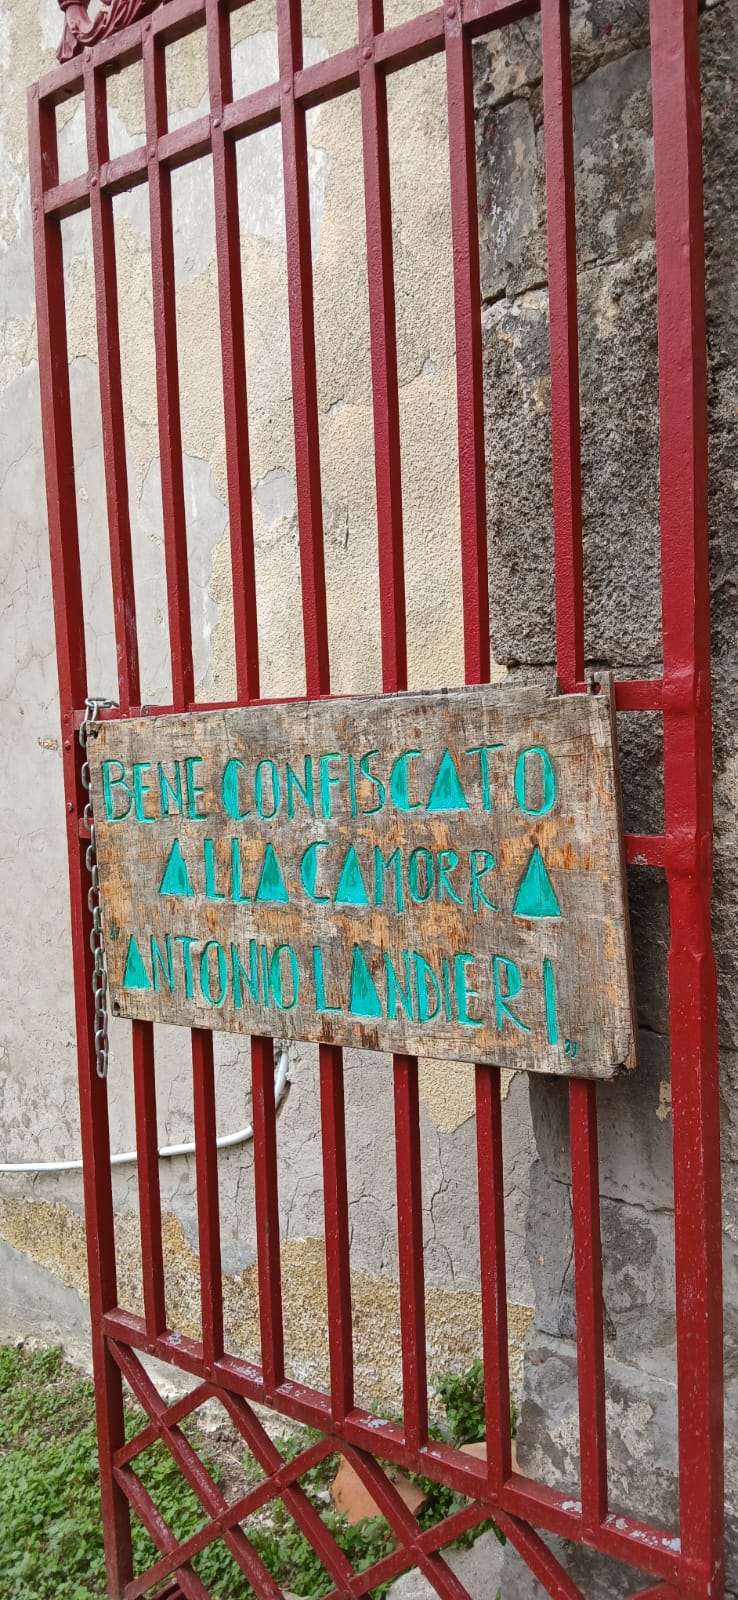 BENE CONFISCATO
ALLA CAMORRA
"ANTONIO LANDIERI"